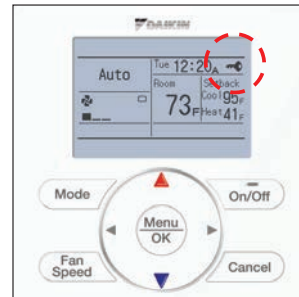 DAIKIN
Auto
Tue 12:20A
Room
Setback
73F
Cool 95F
Heat 41F
Mode
On/Off
Menu
OK
Fan
Speed
Cancel